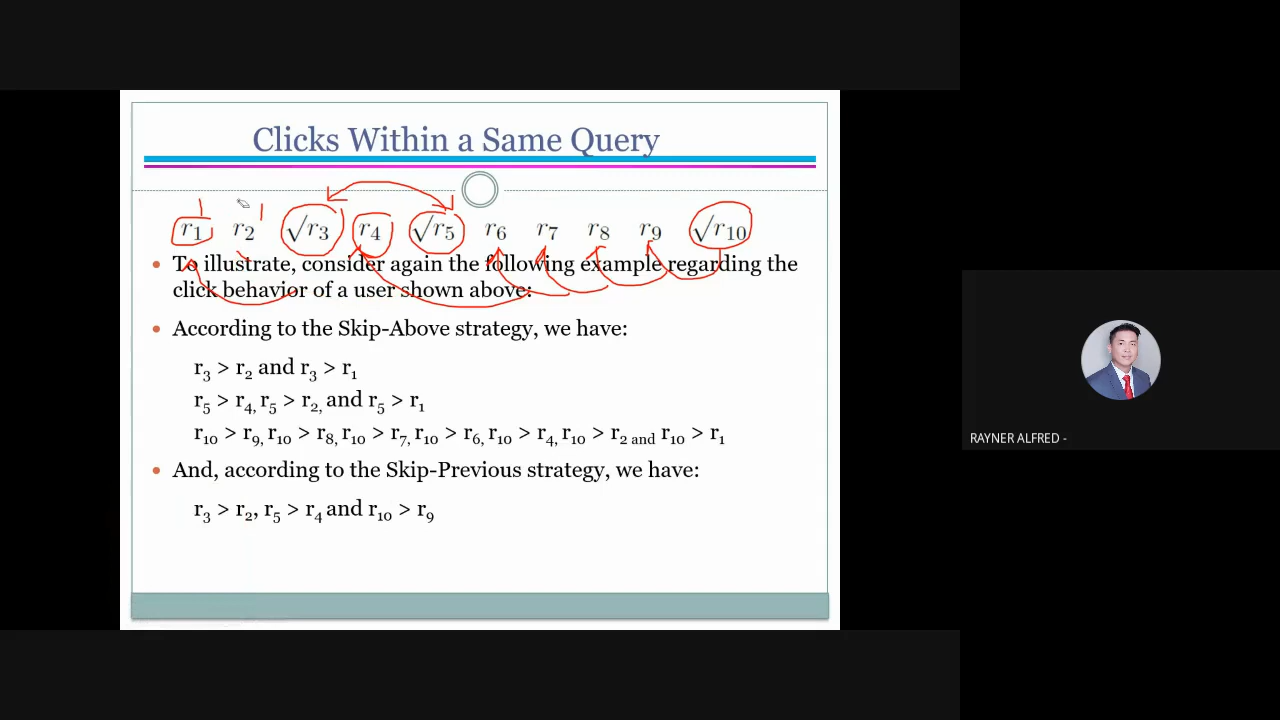 Clicks Within a Same Query
r1 r2 √r3 r4 √r5 r6 r7 r8 r9 √r10
• To illustrate, consider again the following example regarding the
click behavior of a user shown above:
• According to the Skip-Above strategy, we have:
r3 > r2 and r3 > r1
r5 > r4, r5 > r2, and r5 > r1
r10 > r9, r10 > r8, r10 > r7, r10 > r6, r10 > r4, r10 > r2 and r10 > r1
• And, according to the Skip-Previous strategy, we have:
r3 > r2, r5 > r4 and r10 > r9
RAYNER ALFRED -